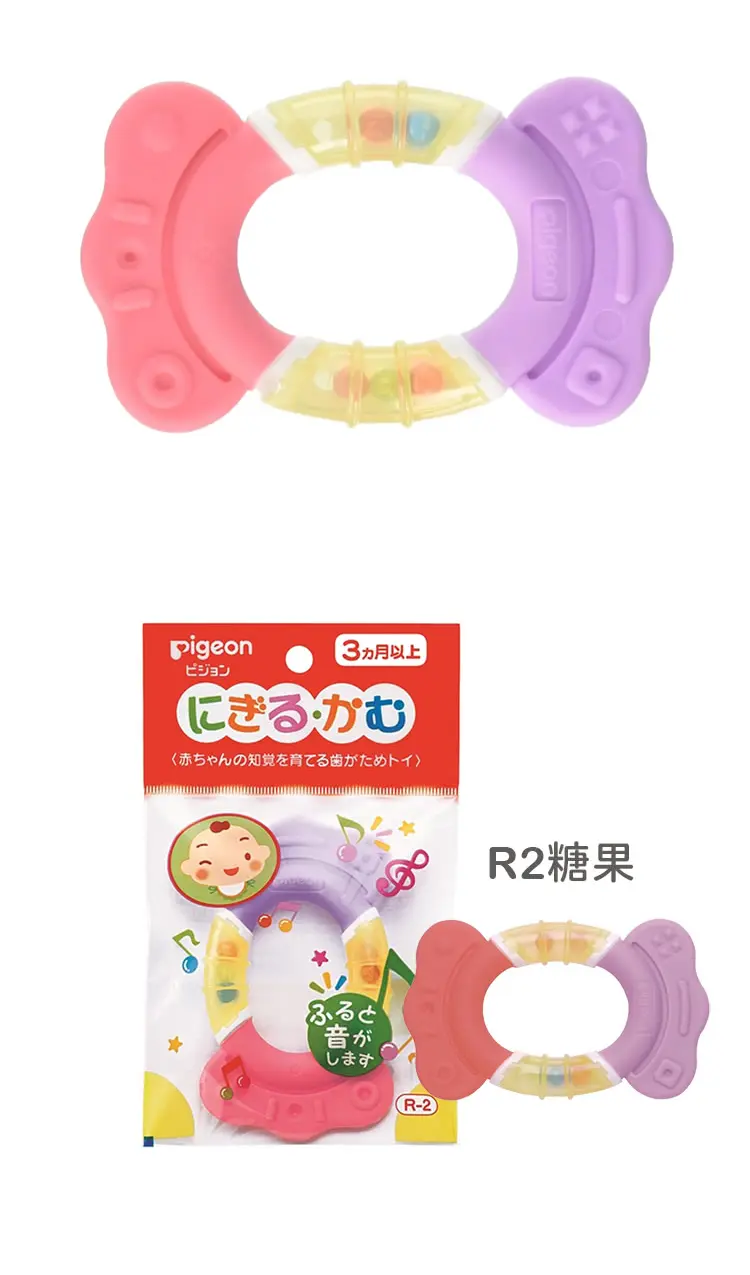 pigeon
Pigeon
ピジョン
3ヵ月以上
にぎる・かむ
〈赤ちゃんの知覚を育てる歯がためトイ〉
R2糖果
ふると
音が
します
R-2